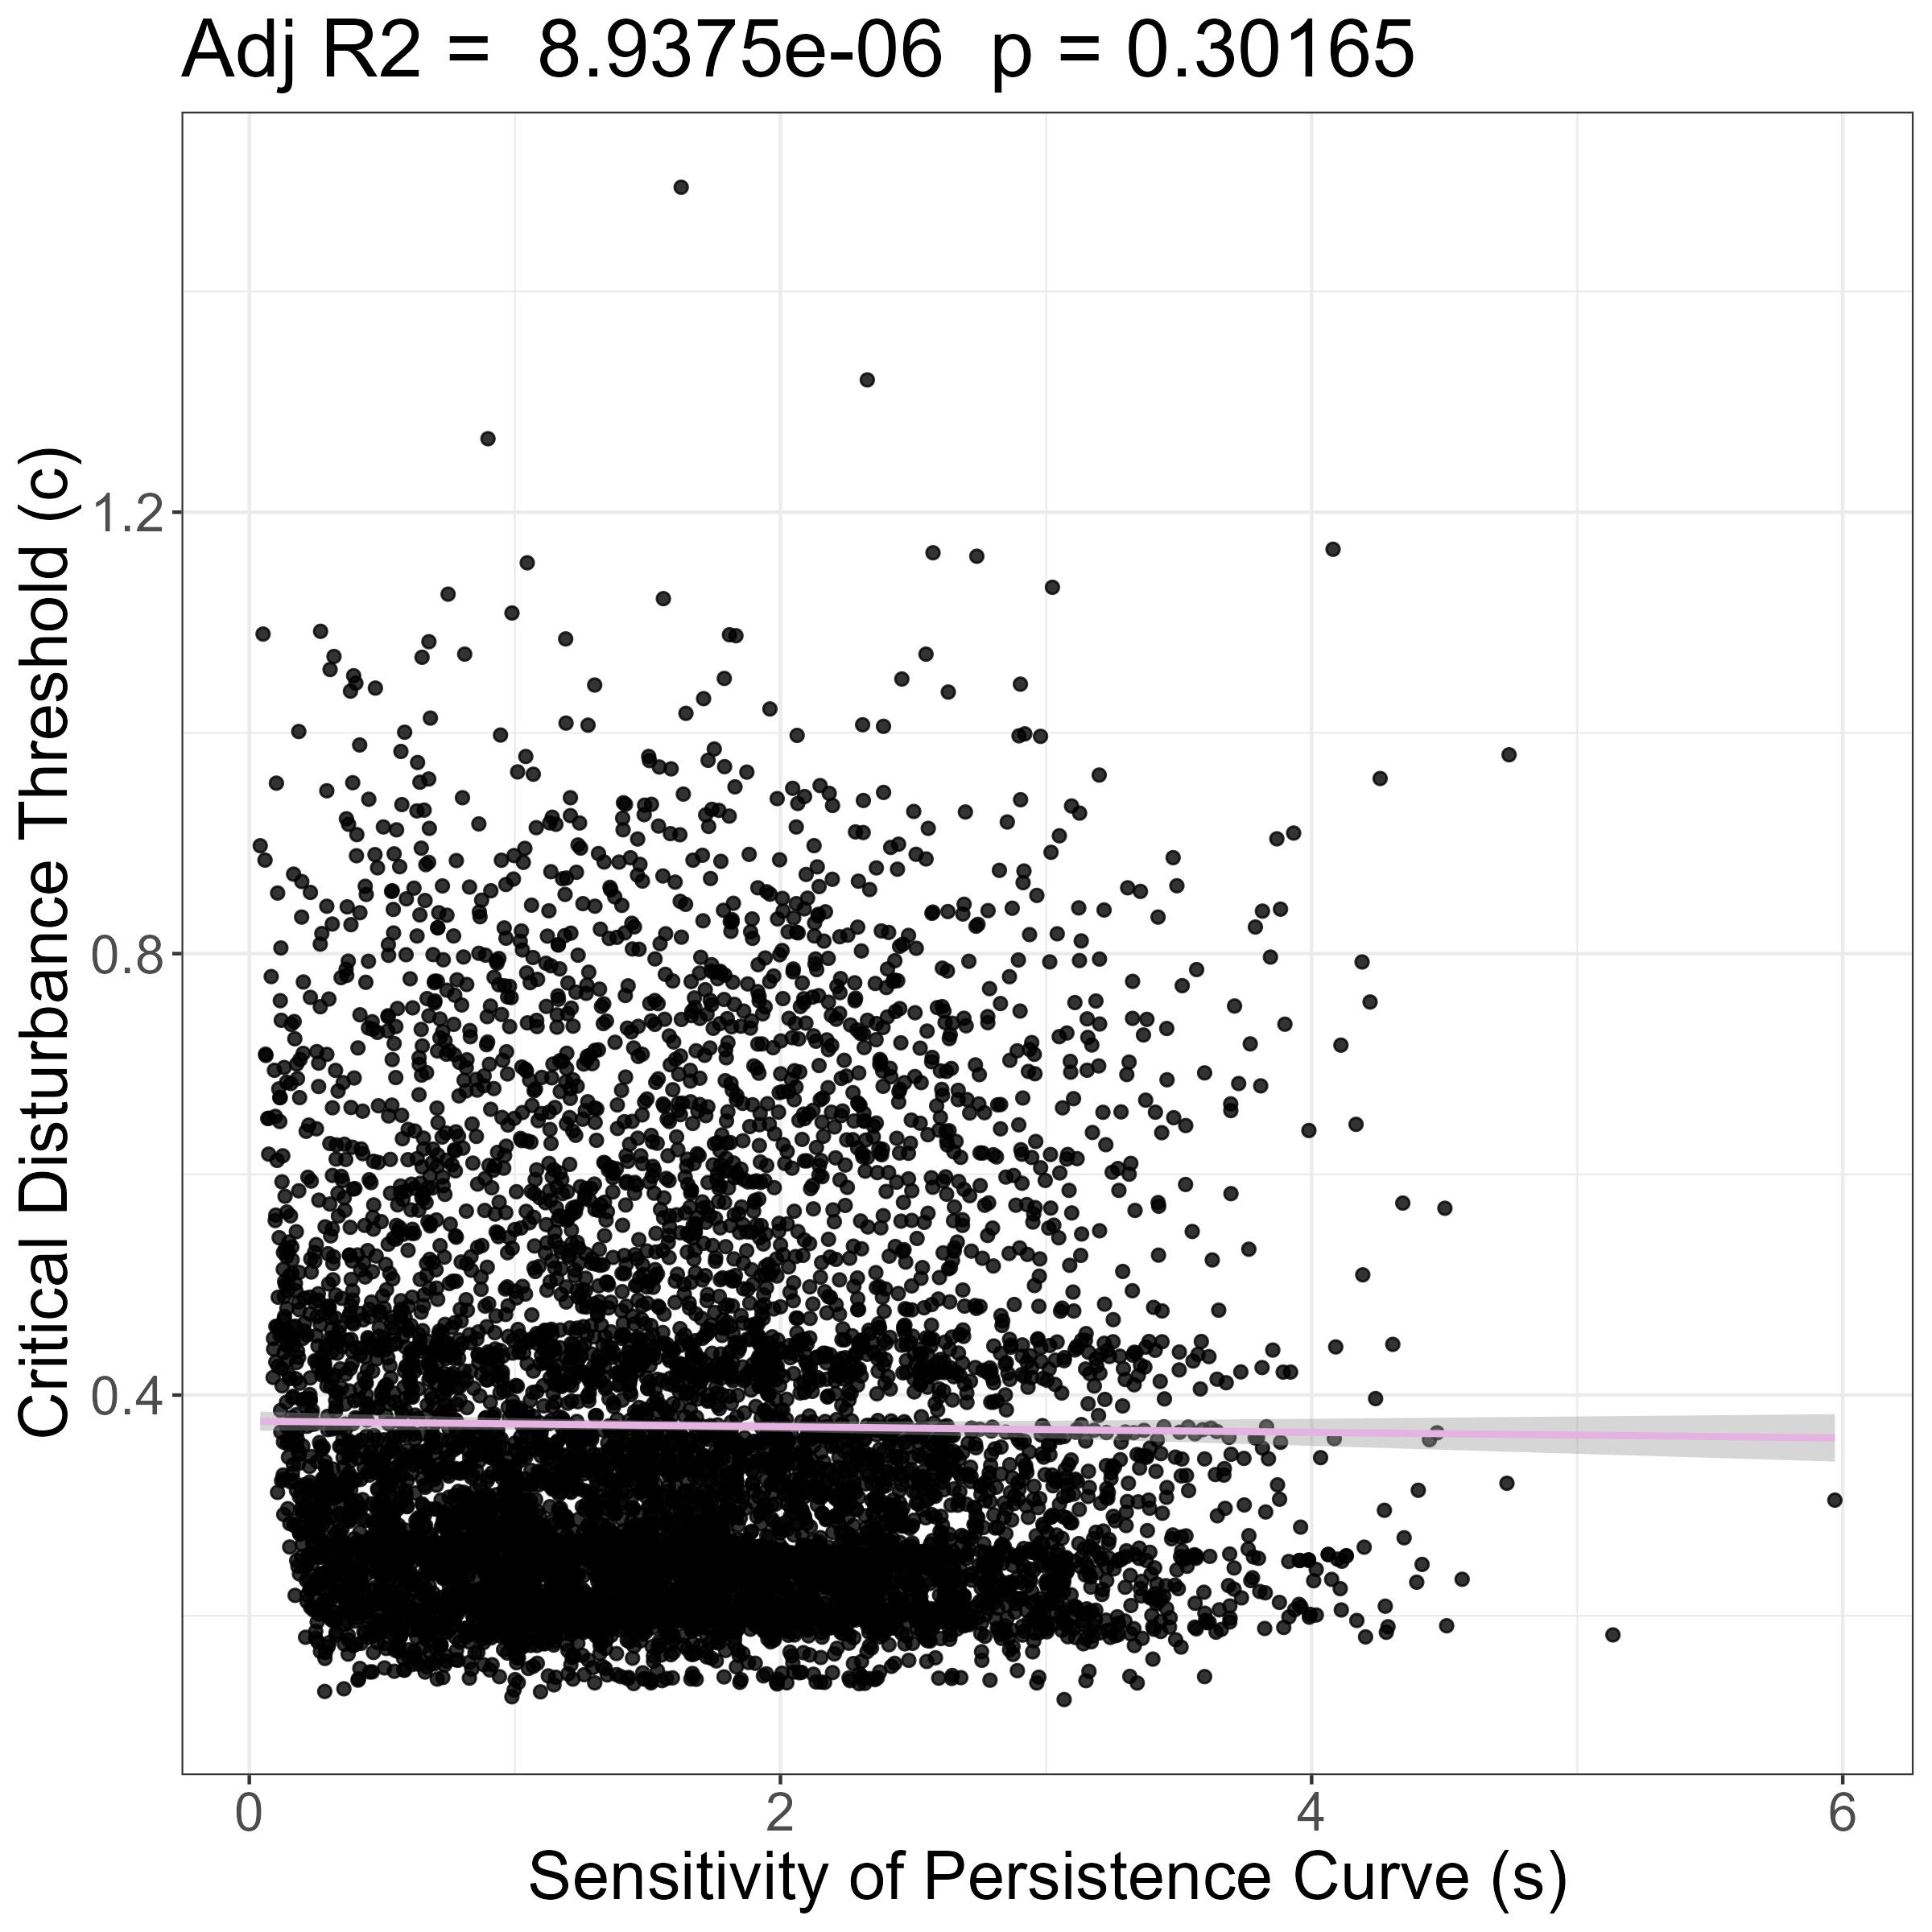 Adj R2 =  8.9375e-06  p = 0.30165
Critical Disturbance Threshold (c)
1.2
0.8
0.4
0 2 4 6
Sensitivity of Persistence Curve (s)